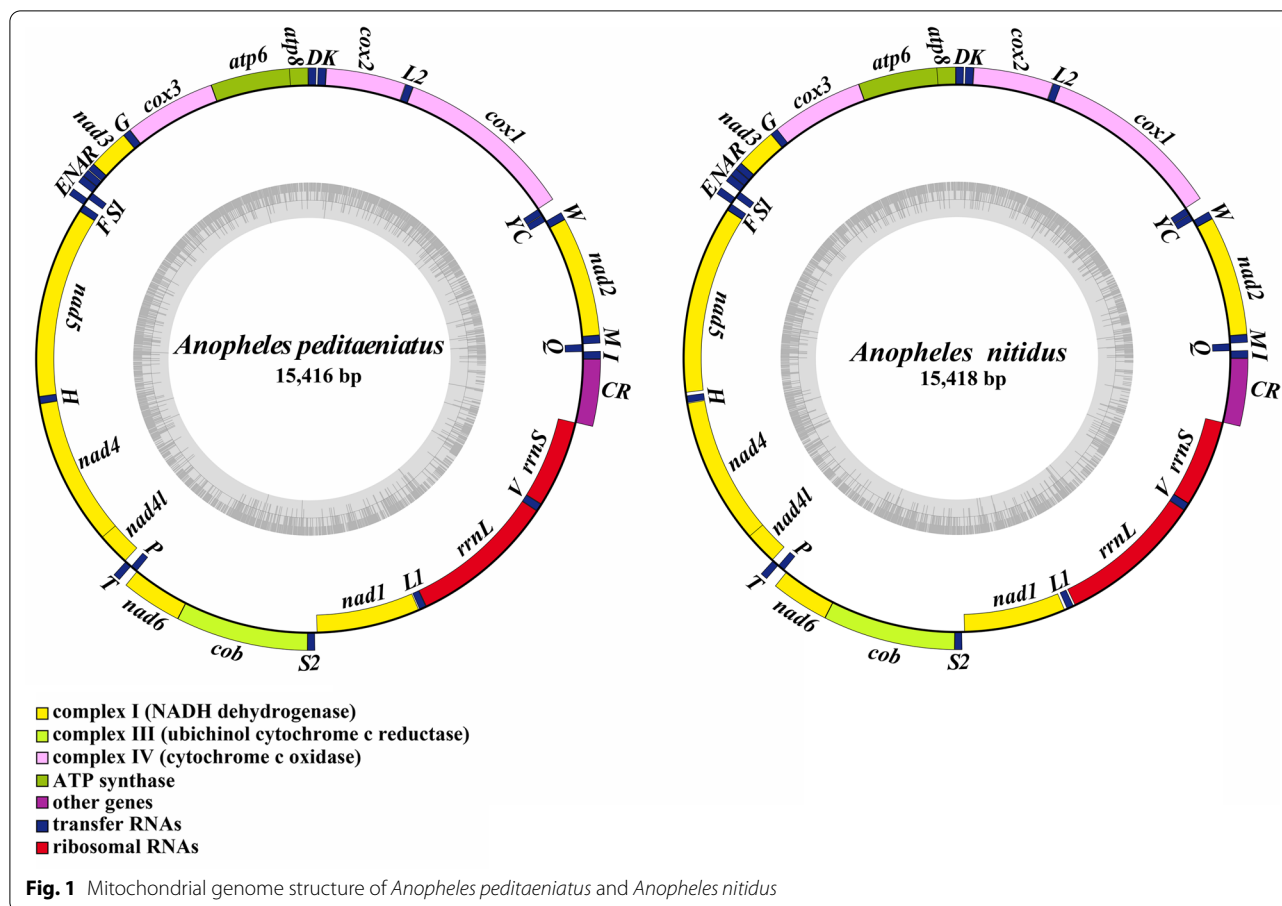 DK
cox2
L2
cox1
W
YC
nad2
M
Q
I
CR
rrnS
V
rrnL
L1
nad1
S2
cob
nad6
T
P
nad4l
nad4
H
nad5
F S1
ENAR
nad3
G
cox3
atp6
atp8
Anopheles peditaeniatus
15,416 bp
DK
cox2
L2
cox1
W
YC
nad2
M
Q
I
CR
rrnS
V
rrnL
L1
nad1
S2
cob
nad6
T
P
nad4l
nad4
H
nad5
F S1
ENAR
nad3
G
cox3
atp6
atp8
Anopheles nitidus
15,418 bp
complex I (NADH dehydrogenase)
complex III (ubichinol cytochrome c reductase)
complex IV (cytochrome c oxidase)
ATP synthase
other genes
transfer RNAs
ribosomal RNAs
Fig. 1 Mitochondrial genome structure of Anopheles peditaeniatus and Anopheles nitidus